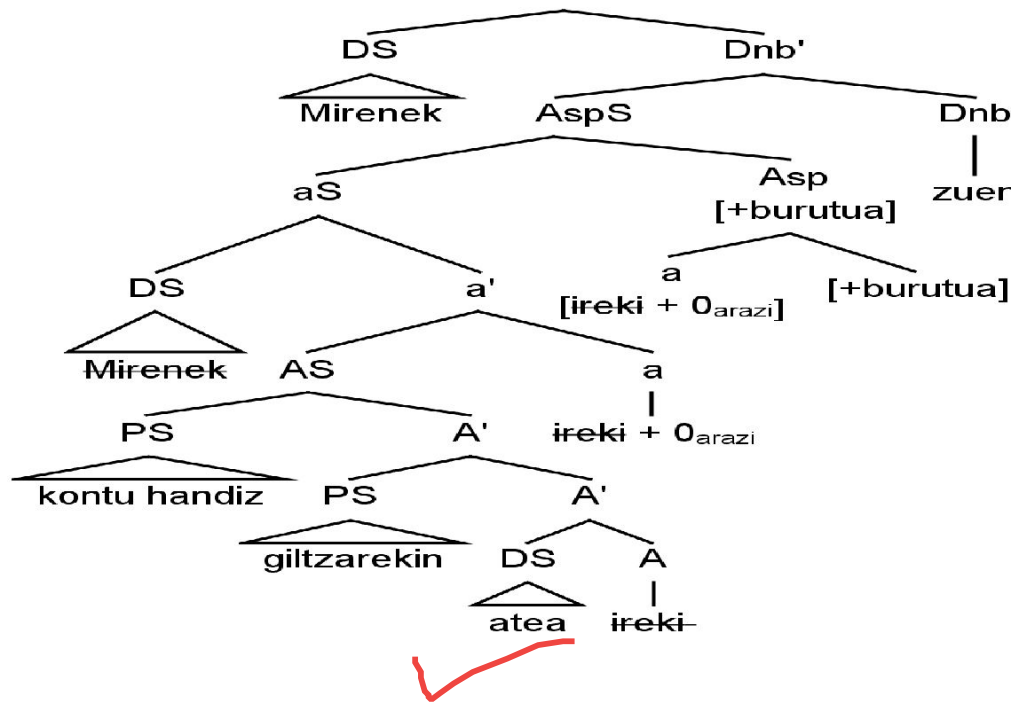 DS Dnb'
Mirenek AspS Dnb
aS Asp zuen
[+burutua]
DS a' a [+burutua]
[ireki + 0arazi]
Mirenek AS a
PS A' ireki + 0arazi
kontu handiz PS A'
giltzarekin DS A
atea ireki